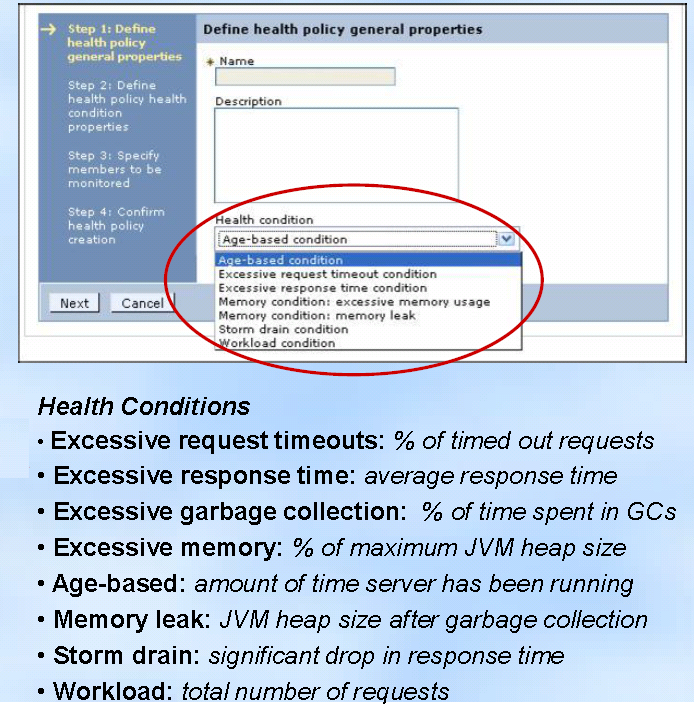 Step 1: Define
health policy
general properties
Step 2: Define
health policy health
condition
properties
Step 3: Specify
members to be
monitored
Step 4: Confirm
health policy
creation
Define health policy general properties
* Name
Description
Health condition
Age-based condition
Age-based condition
Excessive request timeout condition
Excessive response time condition
Memory condition: excessive memory usage
Memory condition: memory leak
Storm drain condition
Workload condition
Next
Cancel
Health Conditions
• Excessive request timeouts: % of timed out requests
• Excessive response time: average response time
• Excessive garbage collection: % of time spent in GCs
• Excessive memory: % of maximum JVM heap size
• Age-based: amount of time server has been running
• Memory leak: JVM heap size after garbage collection
• Storm drain: significant drop in response time
• Workload: total number of requests